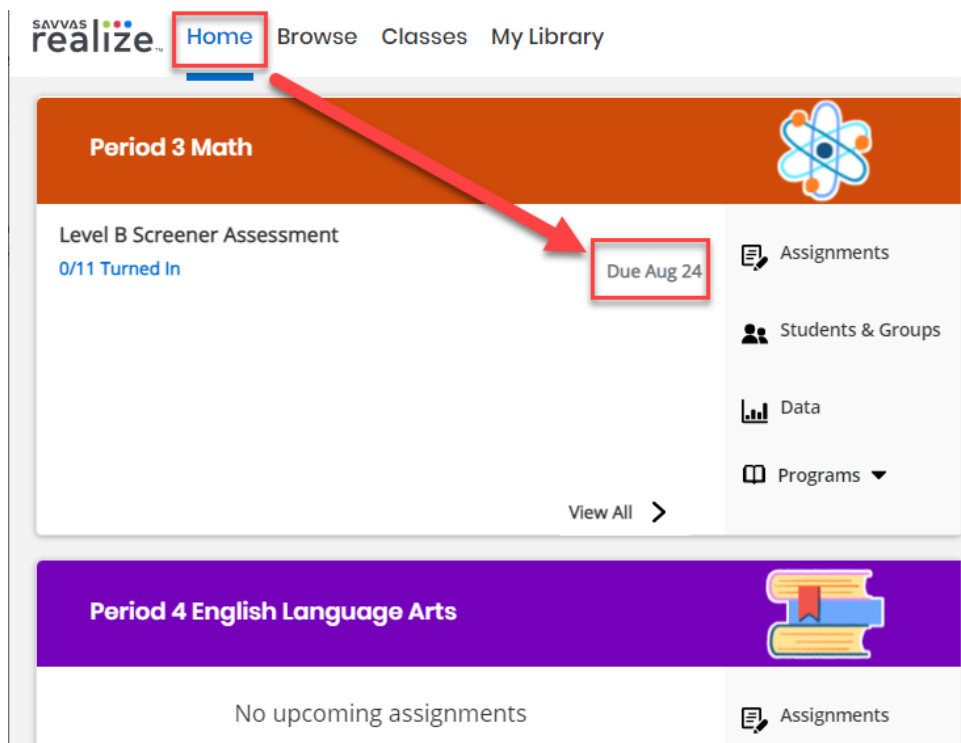 SAVVAS
realize™ Home Browse Classes My Library
Period 3 Math
Level B Screener Assessment
0/11 Turned In
Due Aug 24
Assignments
Students & Groups
Data
Programs
View All
Period 4 English Language Arts
No upcoming assignments
Assignments